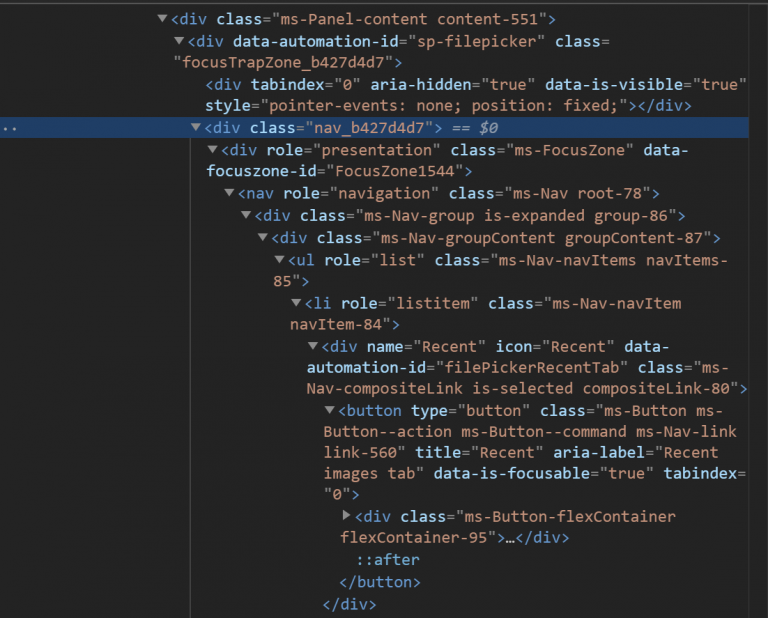 <div class="ms-Panel-content content-551">
<div data-automation-id="sp-filepicker" class=
"focusTrapZone_b427d4d7">
<div tabindex="0" aria-hidden="true" data-is-visible="true"
style="pointer-events: none; position: fixed;"></div>
<div class="nav_b427d4d7"> == $0
<div role="presentation" class="ms-FocusZone" data-
focuszone-id="FocusZone1544">
<nav role="navigation" class="ms-Nav root-78">
<div class="ms-Nav-group is-expanded group-86">
<div class="ms-Nav-groupContent groupContent-87">
<ul role="list" class="ms-Nav-navItems navItems-
85">
<li role="listitem" class="ms-Nav-navItem
navItem-84">
<div name="Recent" icon="Recent" data-
automation-id="filePickerRecentTab" class="ms-
Nav-compositeLink is-selected compositeLink-80">
<button type="button" class="ms-Button ms-
Button--action ms-Button--command ms-Nav-link
link-560" title="Recent" aria-label="Recent
images tab" data-is-focusable="true" tabindex=
"0">
<div class="ms-Button-flexContainer
flexContainer-95">…</div>
::after
</button>
</div>